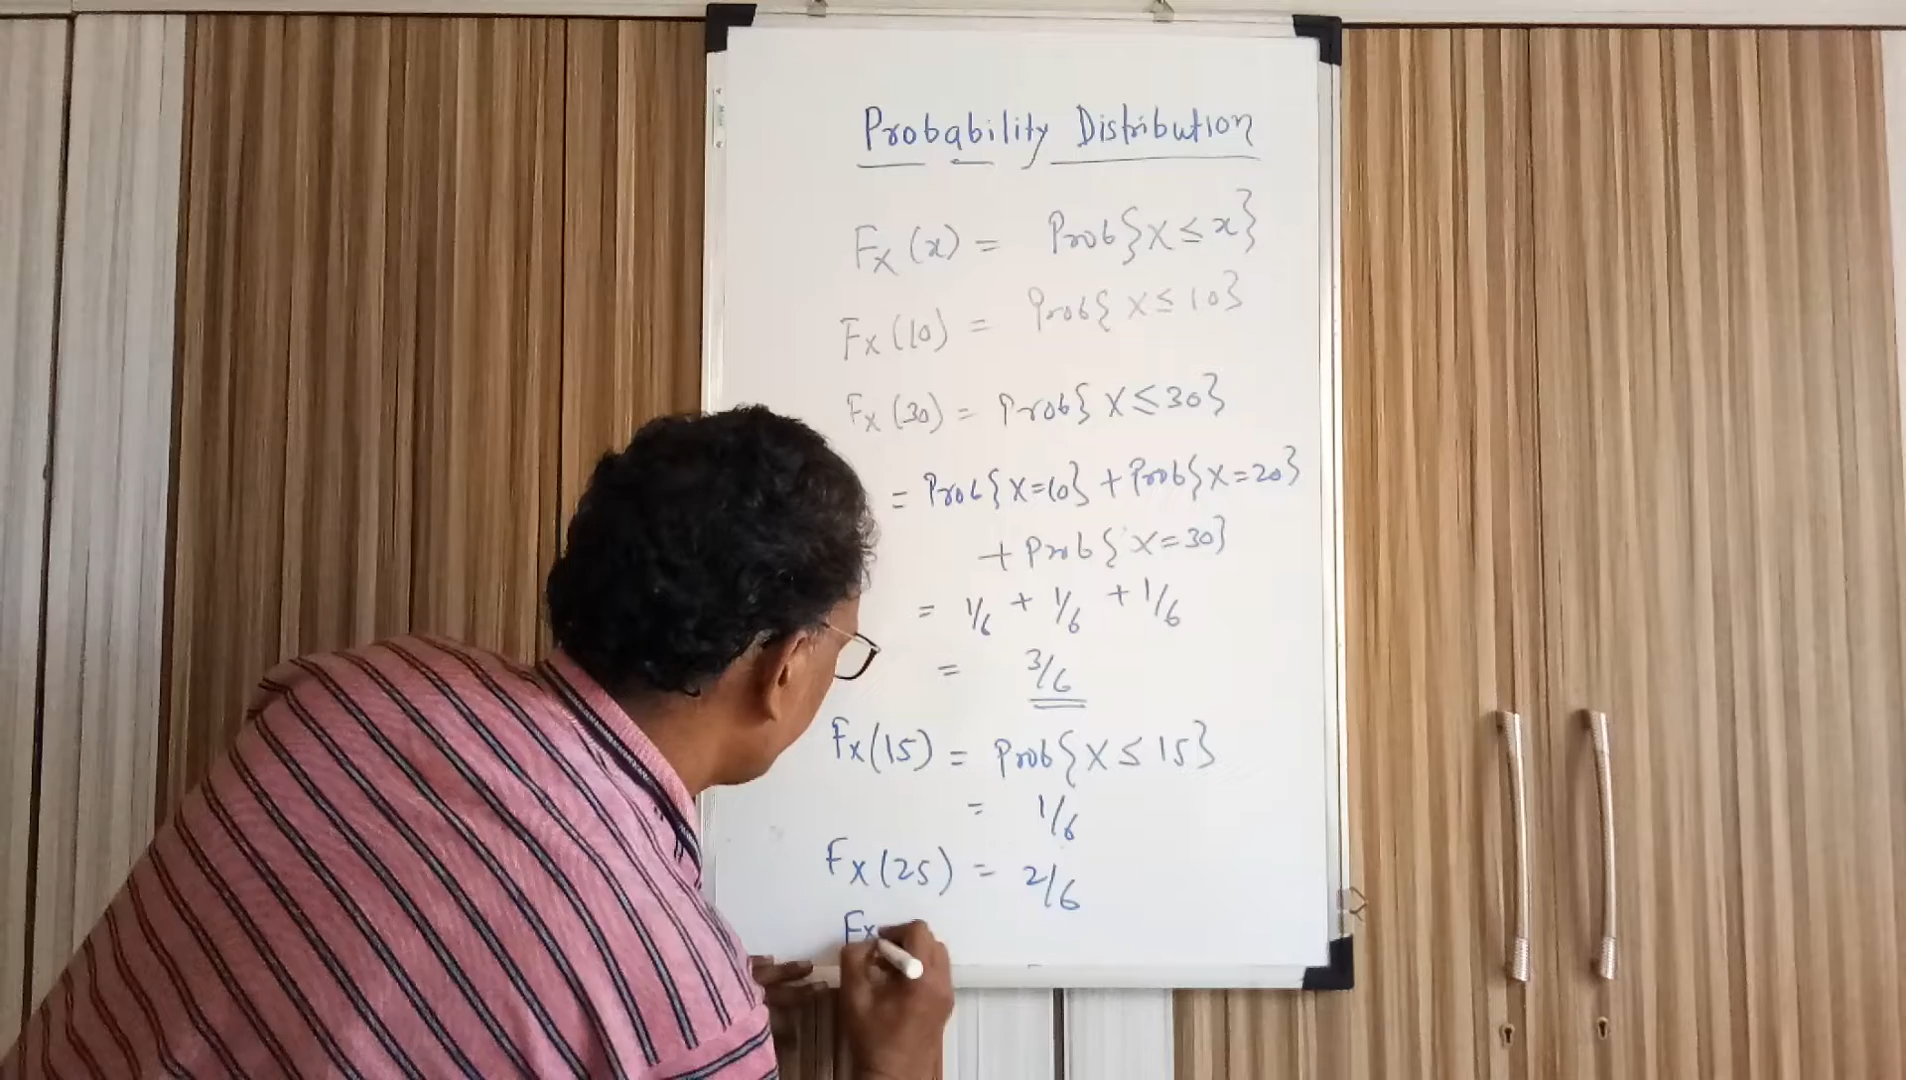 Probability Distribution
Fx (x) = Prob{X ≤ x}
Fx (10) = Prob{X ≤ 10}
Fx (30) = Prob{X ≤ 30}
= Prob{X=10} + Prob{X=20}
+ Prob{X=30}
= 1/6 + 1/6 + 1/6
= 3/6
Fx (15) = Prob{X ≤ 15}
= 1/6
Fx (25) = 2/6
Fx